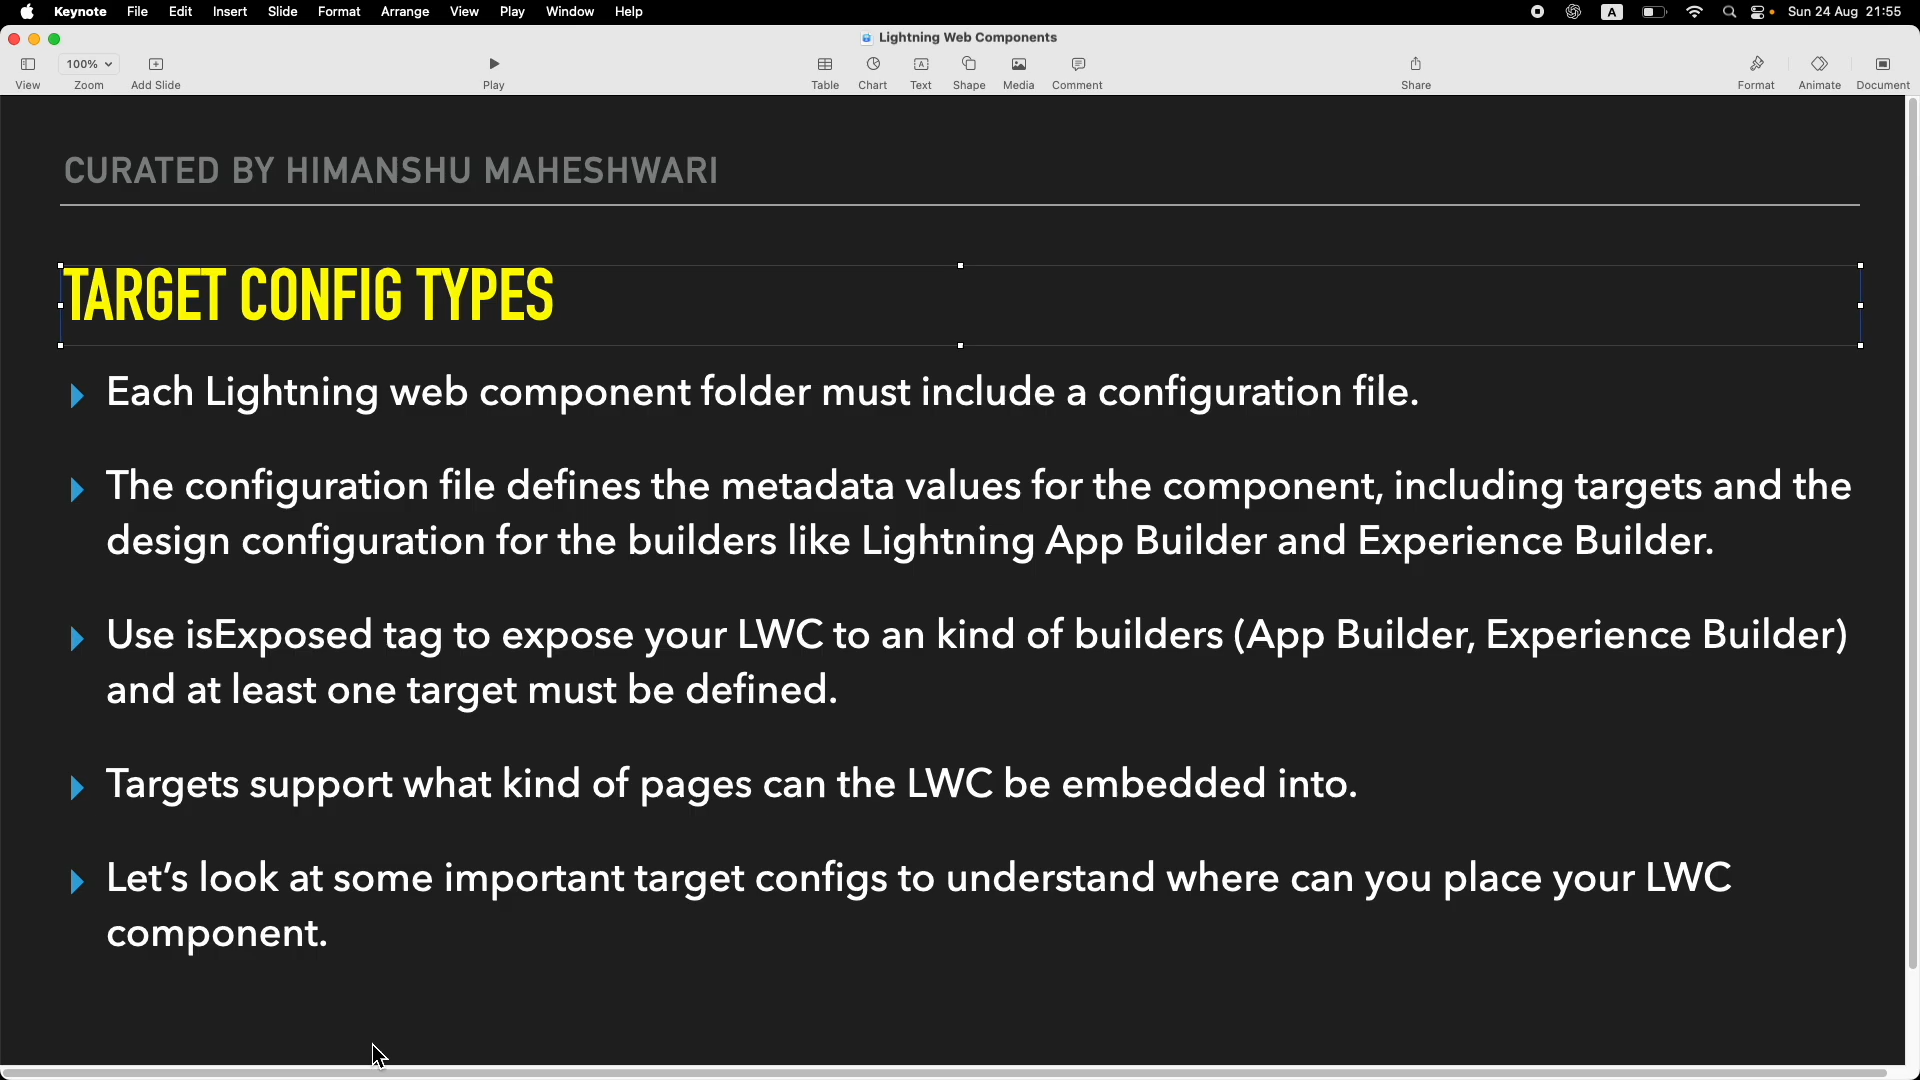 Keynote File Edit Insert Slide Format Arrange View Play Window Help A Sun 24 Aug 21:55
Lightning Web Components
100%
View Zoom Add Slide Play Table Chart Text Shape Media Comment Share Format Animate Document
CURATED BY HIMANSHU MAHESHWARI
TARGET CONFIG TYPES
Each Lightning web component folder must include a configuration file.
The configuration file defines the metadata values for the component, including targets and the
design configuration for the builders like Lightning App Builder and Experience Builder.
Use isExposed tag to expose your LWC to an kind of builders (App Builder, Experience Builder)
and at least one target must be defined.
Targets support what kind of pages can the LWC be embedded into.
Let’s look at some important target configs to understand where can you place your LWC
component.